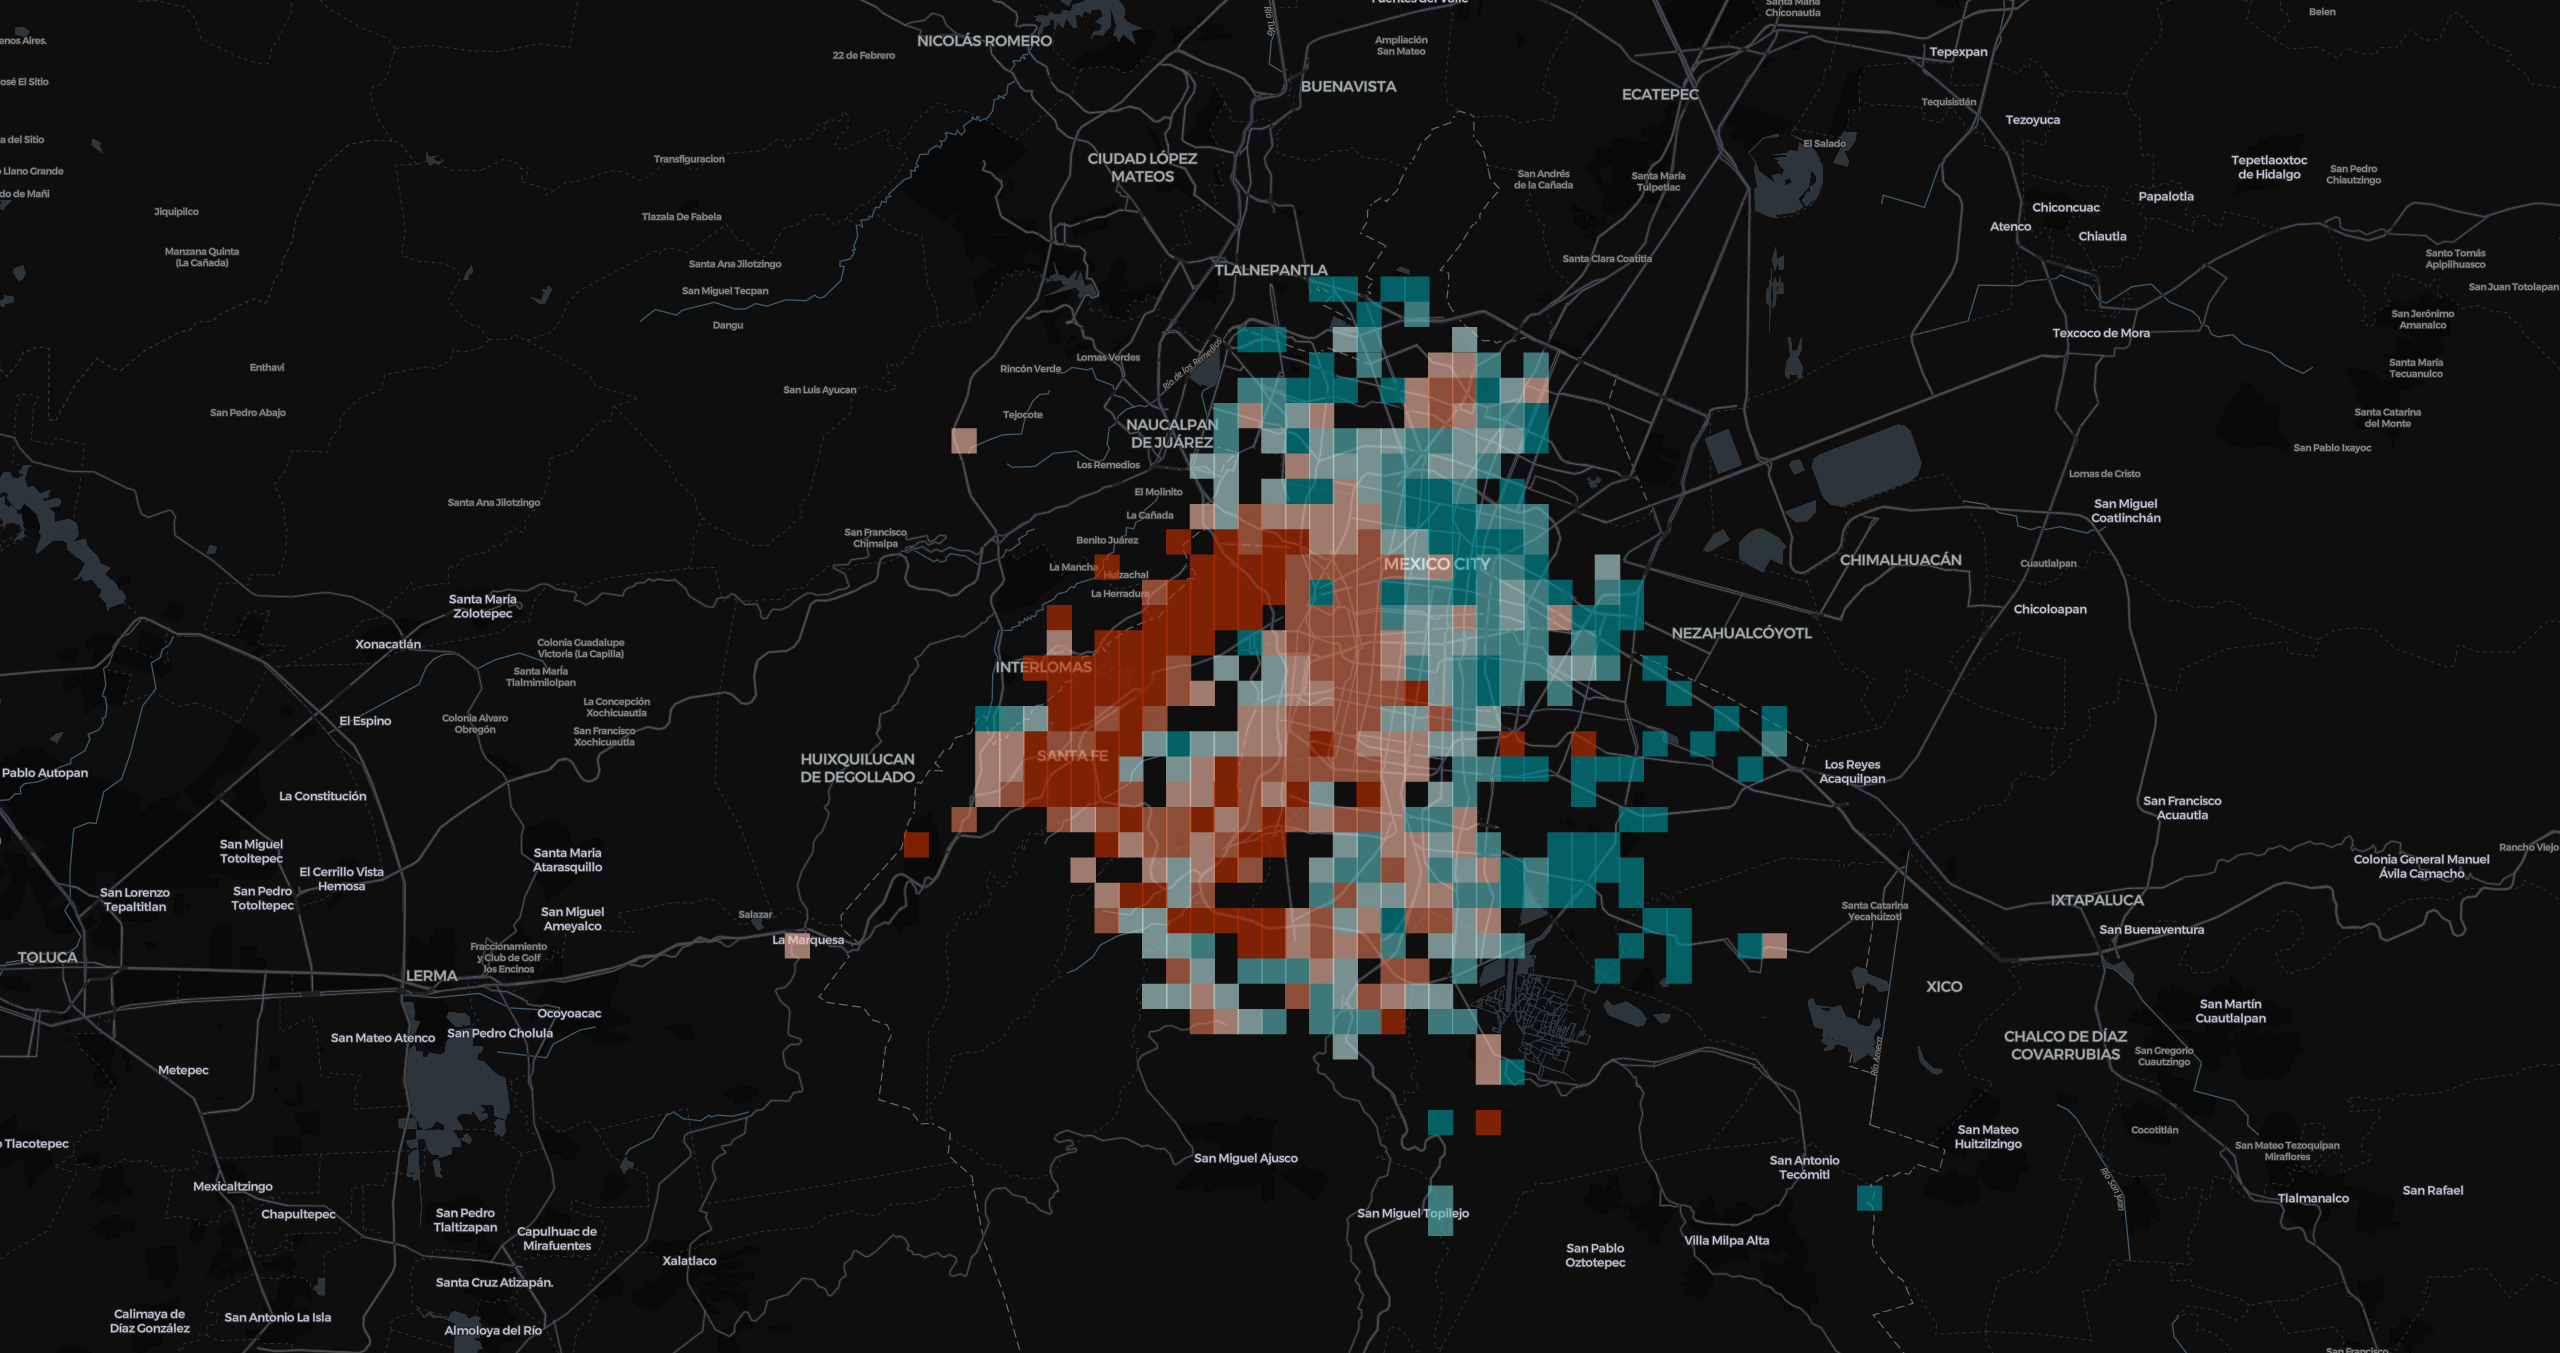 Santa María
Chiconautla
Belen
NICOLÁS ROMERO
22 de Febrero
Ampliación
San Mateo
Tepexpan
BUENAVISTA
ECATEPEC
Tequisistlán
Tezoyuca
El Salado
CIUDAD LÓPEZ
MATEOS
Transfiguracion
San Andrés
de la Cañada
Santa María
Tulpetlac
Tepetlaoxtoc
de Hidalgo
San Pedro
Chiautzingo
Papalotla
Chiconcuac
Atenco
Chiautla
a del Sitio
Llano Grande
do de Mañi
Jiquipilco
Tlazala De Fabela
Manzana Quinta
(La Cañada)
Santa Ana Jilotzingo
San Miguel Tecpan
Dangu
TLALNEPANTLA
Santa Clara Coatitla
Santo Tomás
Apipilhuasco
San Juan Totolapan
San Jerónimo
Amanalco
Texcoco de Mora
Santa María
Tecuanulco
Río de los Remedios
Lomas Verdes
Rincón Verde
Enthavi
San Luis Ayucan
San Pedro Abajo
Tejocote
NAUCALPAN
DE JUÁREZ
Santa Catarina
del Monte
San Pablo Ixayoc
Los Remedios
Lomas de Cristo
El Molinito
Santa Ana Jilotzingo
La Cañada
San Miguel
Coatlinchán
San Francisco
Chimalpa
Benito Juárez
La Mancha
Huizachal
La Herradura
MEXICO CITY
CHIMALHUACÁN
Cuautlalpan
Santa María
Zolotepec
Chicoloapan
NEZAHUALCÓYOTL
Xonacatlán
Colonia Guadalupe
Victoria (La Capilla)
Santa MarÍa
Tlalmimilolpan
INTERLOMAS
La Concepción
Xochicuautla
El Espino
Colonia Alvaro
Obregón
San Francisco
Xochicuautla
SANTA FE
HUIXQUILUCAN
DE DEGOLLADO
Los Reyes
Acaquilpan
Pablo Autopan
La Constitución
San Francisco
Acuautla
San Miguel
Totoltepec
Santa Maria
Atarasquillo
Rancho Viejo
Colonia General Manuel
Ávila Camacho
El Cerrillo Vista
Hemosa
San Lorenzo
Tepaltitlan
San Pedro
Totoltepec
San Miguel
Ameyalco
Salazar
La Marquesa
Santa Catarina
Yecahuízotl
IXTAPALUCA
San Buenaventura
TOLUCA
Fraccionamiento
y Club de Golf
los Encinos
LERMA
XICO
San Martín
Cuautlalpan
Ocoyoacac
San Mateo Atenco
San Pedro Cholula
CHALCO DE DÍAZ
COVARRUBIAS
San Gregorio
Cuautzingo
Río Ameca
Metepec
San Mateo
Huitzilzingo
Cocotitlán
San Mateo Tezoquipan
Miraflores
Tlacotepec
San Miguel Ajusco
San Antonio
Tecómitl
Río San Juan
Mexicaltzingo
Tlalmanalco
San Rafael
Chapultepec
San Pedro
Tlaltizapan
San Miguel Topilejo
Capulhuac de
Mirafuentes
San Pablo
Oztotepec
Villa Milpa Alta
Xalatlaco
Santa Cruz Atizapán.
Calimaya de
Díaz González
San Antonio La Isla
Almoloya del Río
San Francisco